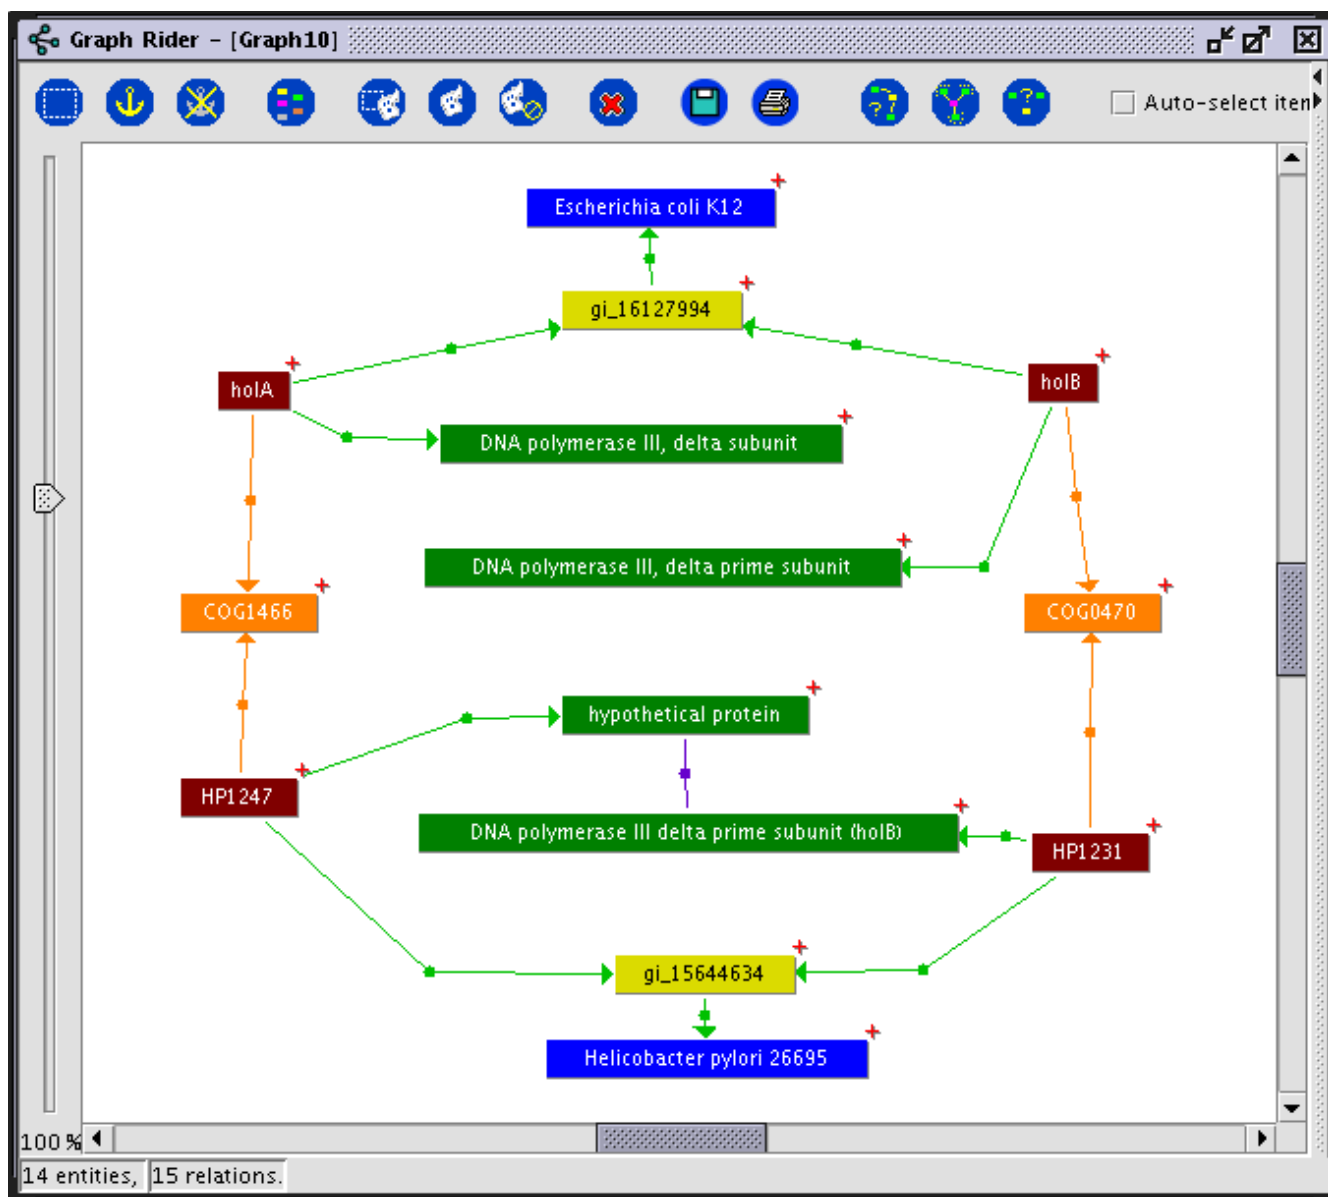 Graph Rider – [Graph10]
Auto-select iten
Escherichia coli K12
gi_16127994
holA
holB
DNA polymerase III, delta subunit
DNA polymerase III, delta prime subunit
COG1466
COG0470
hypothetical protein
HP1247
DNA polymerase III delta prime subunit (holB)
HP1231
gi_15644634
Helicobacter pylori 26695
100 %
14 entities, 15 relations.